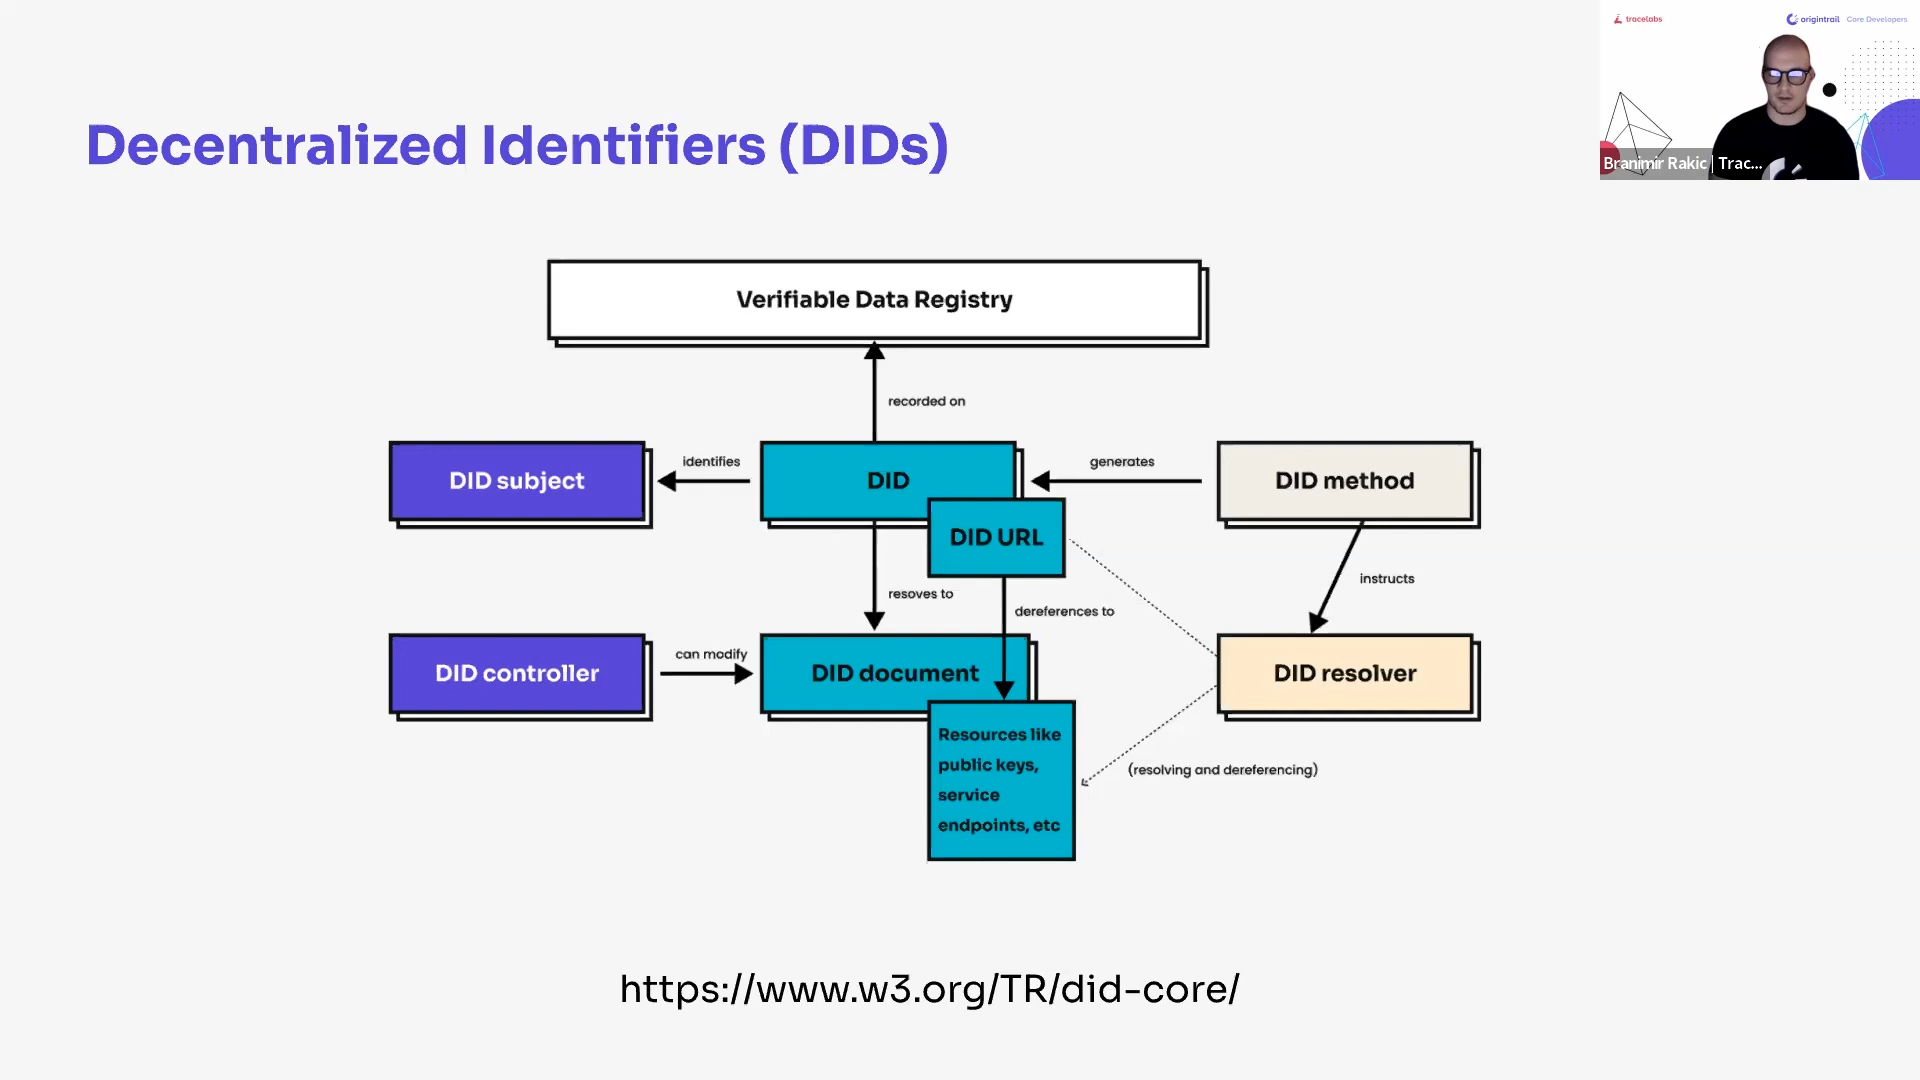 tracelabs
origintrail Core Developers
Branimir Rakic | Trac...
Decentralized Identifiers (DIDs)
Verifiable Data Registry
recorded on
DID subject
identifies
DID
generates
DID method
DID URL
resoves to
dereferences to
instructs
DID controller
can modify
DID document
DID resolver
Resources like
public keys,
service
endpoints, etc
(resolving and dereferencing)
https://www.w3.org/TR/did-core/